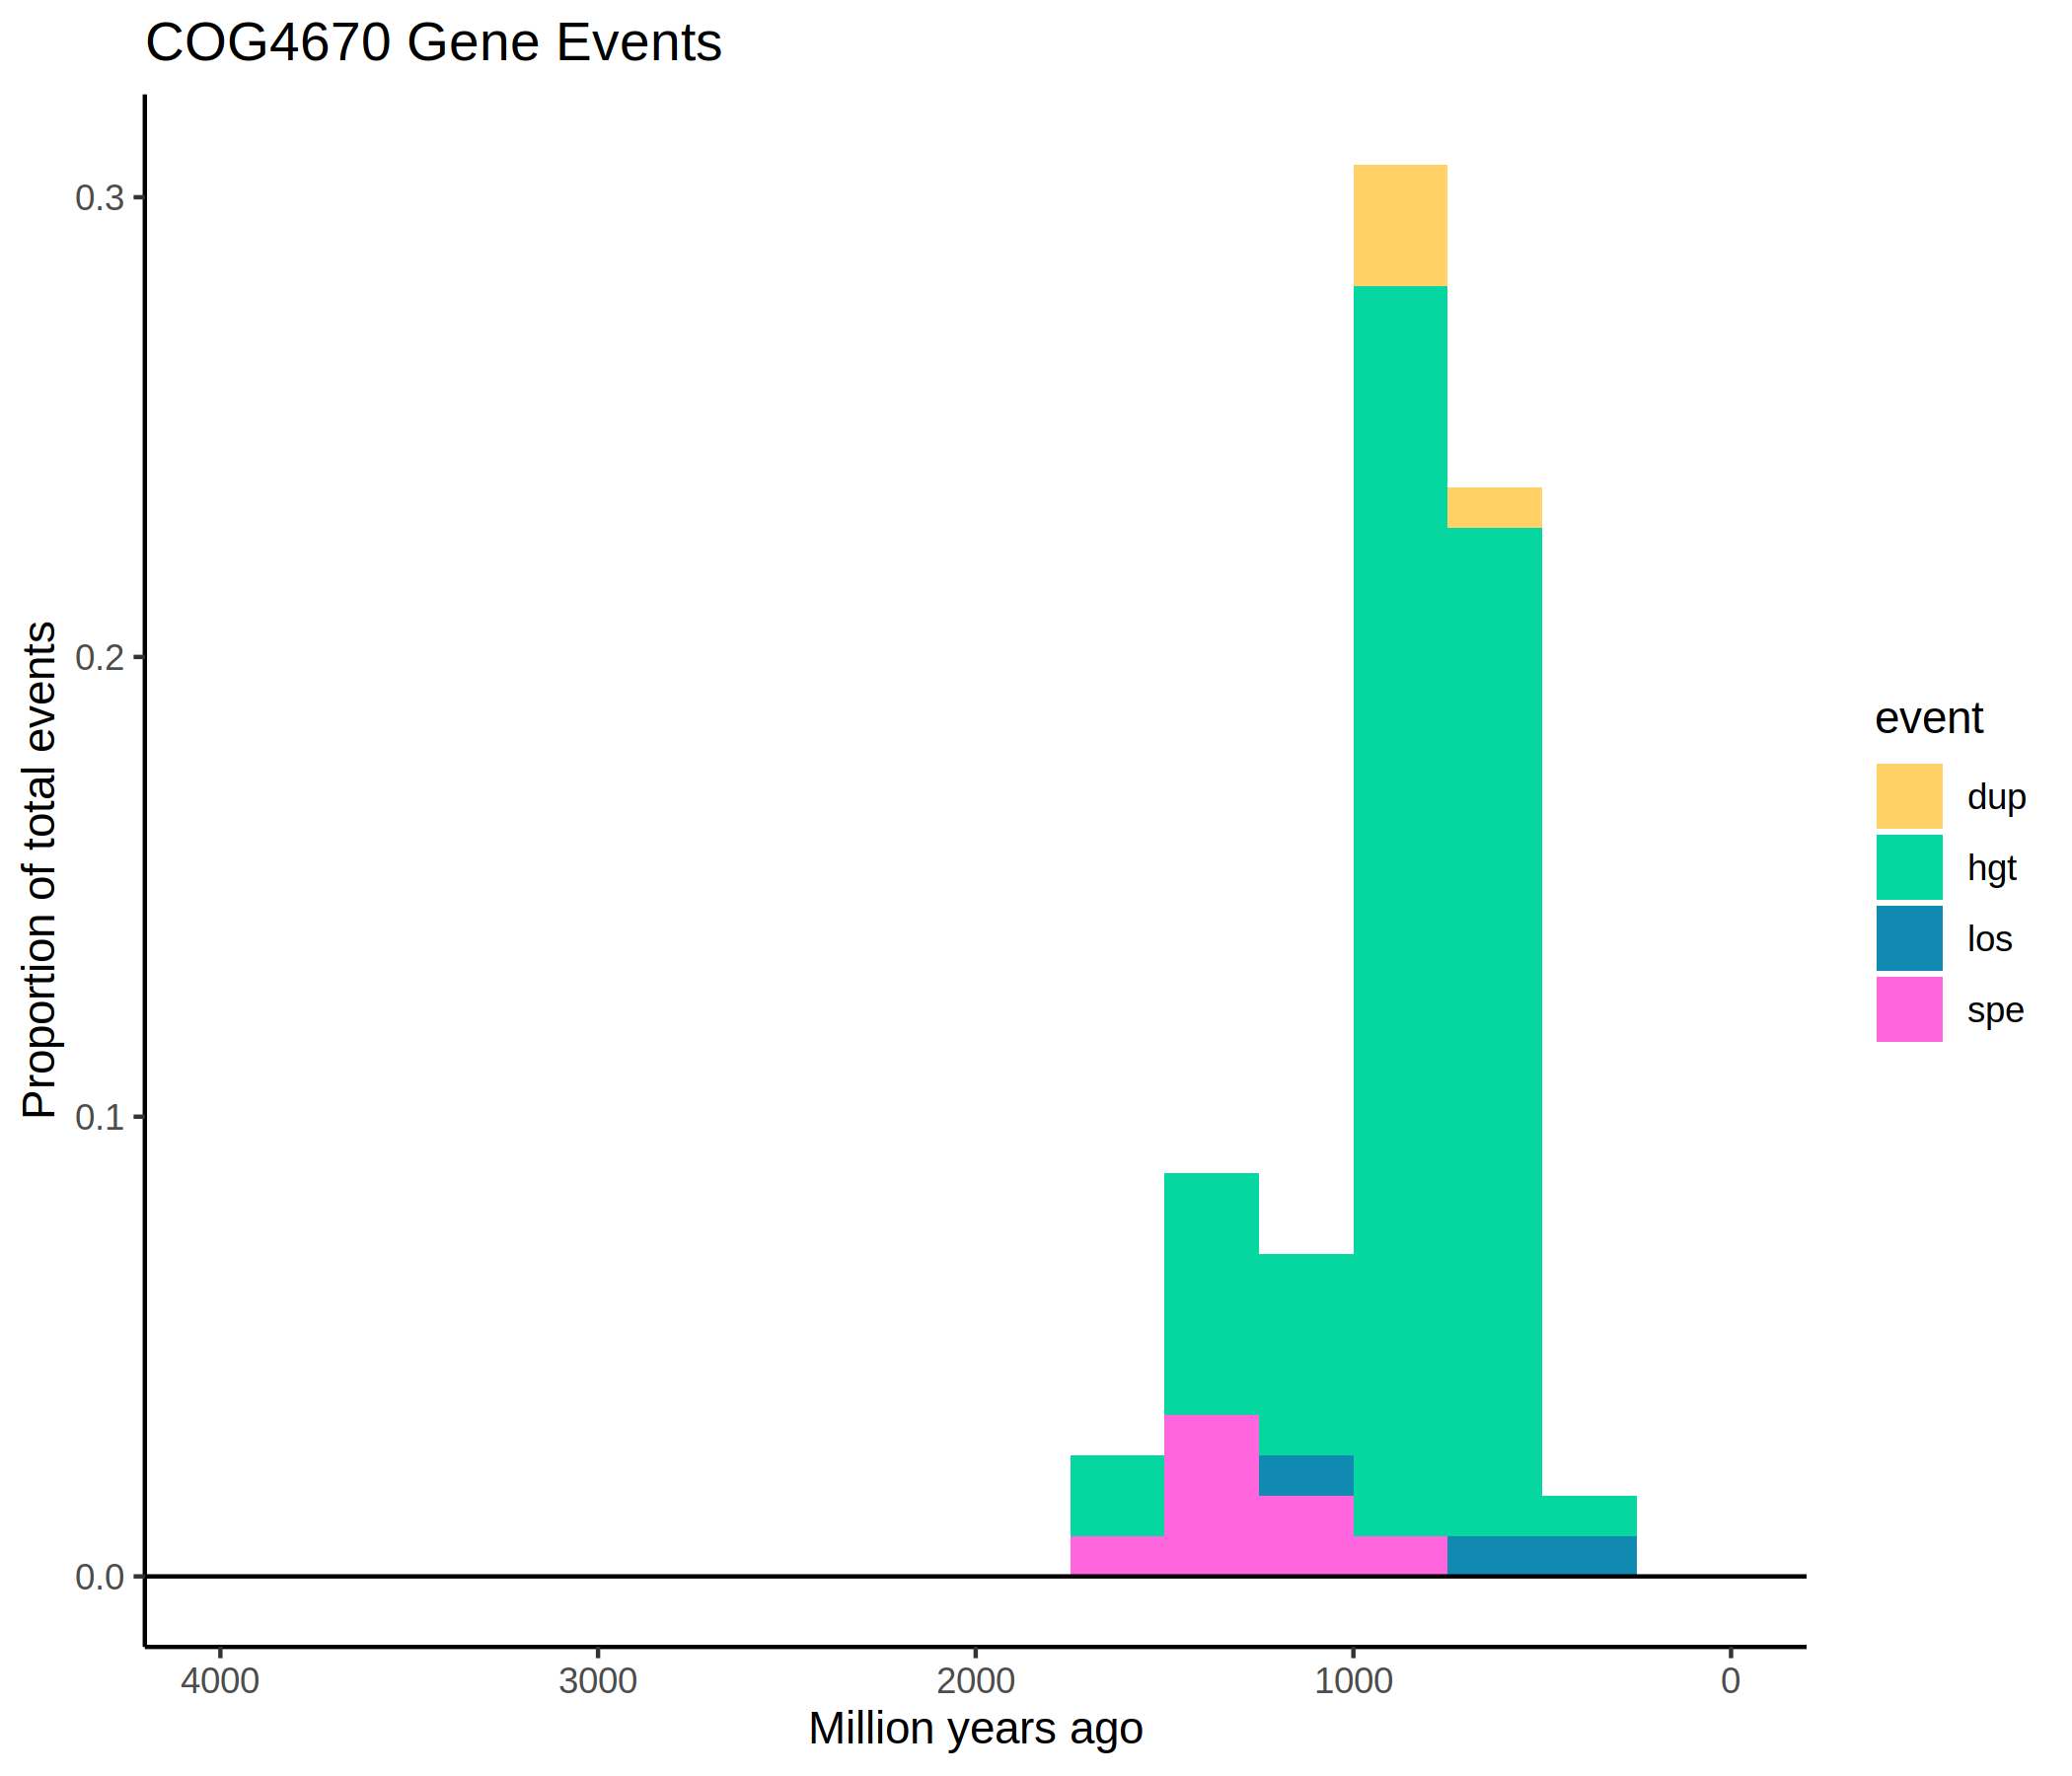 COG4670 Gene Events
Proportion of total events
0.3
0.2
0.1
0.0
4000 3000 2000 1000 0
Million years ago
event
dup
hgt
los
spe